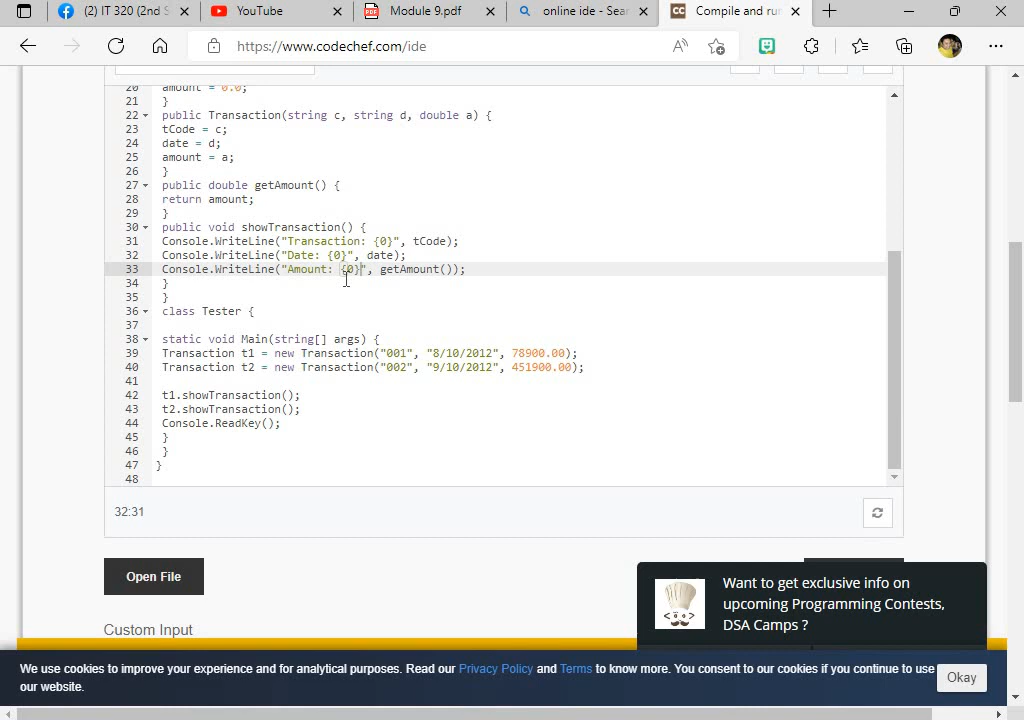 (2) IT 320 (2nd S
YouTube
Module 9.pdf
online ide - Sear
Compile and run
https://www.codechef.com/ide
20 amount = 0.0;
21 }
22 public Transaction(string c, string d, double a) {
23 tCode = c;
24 date = d;
25 amount = a;
26 }
27 public double getAmount() {
28 return amount;
29 }
30 public void showTransaction() {
31 Console.WriteLine("Transaction: {0}", tCode);
32 Console.WriteLine("Date: {0}", date);
33 Console.WriteLine("Amount: {0}", getAmount());
34 }
35 }
36 class Tester {
37
38 static void Main(string[] args) {
39 Transaction t1 = new Transaction("001", "8/10/2012", 78900.00);
40 Transaction t2 = new Transaction("002", "9/10/2012", 451900.00);
41
42 t1.showTransaction();
43 t2.showTransaction();
44 Console.ReadKey();
45 }
46 }
47 }
48
32:31
Open File
Want to get exclusive info on
upcoming Programming Contests,
DSA Camps ?
Custom Input
We use cookies to improve your experience and for analytical purposes. Read our Privacy Policy and Terms to know more. You consent to our cookies if you continue to use
our website.
Okay